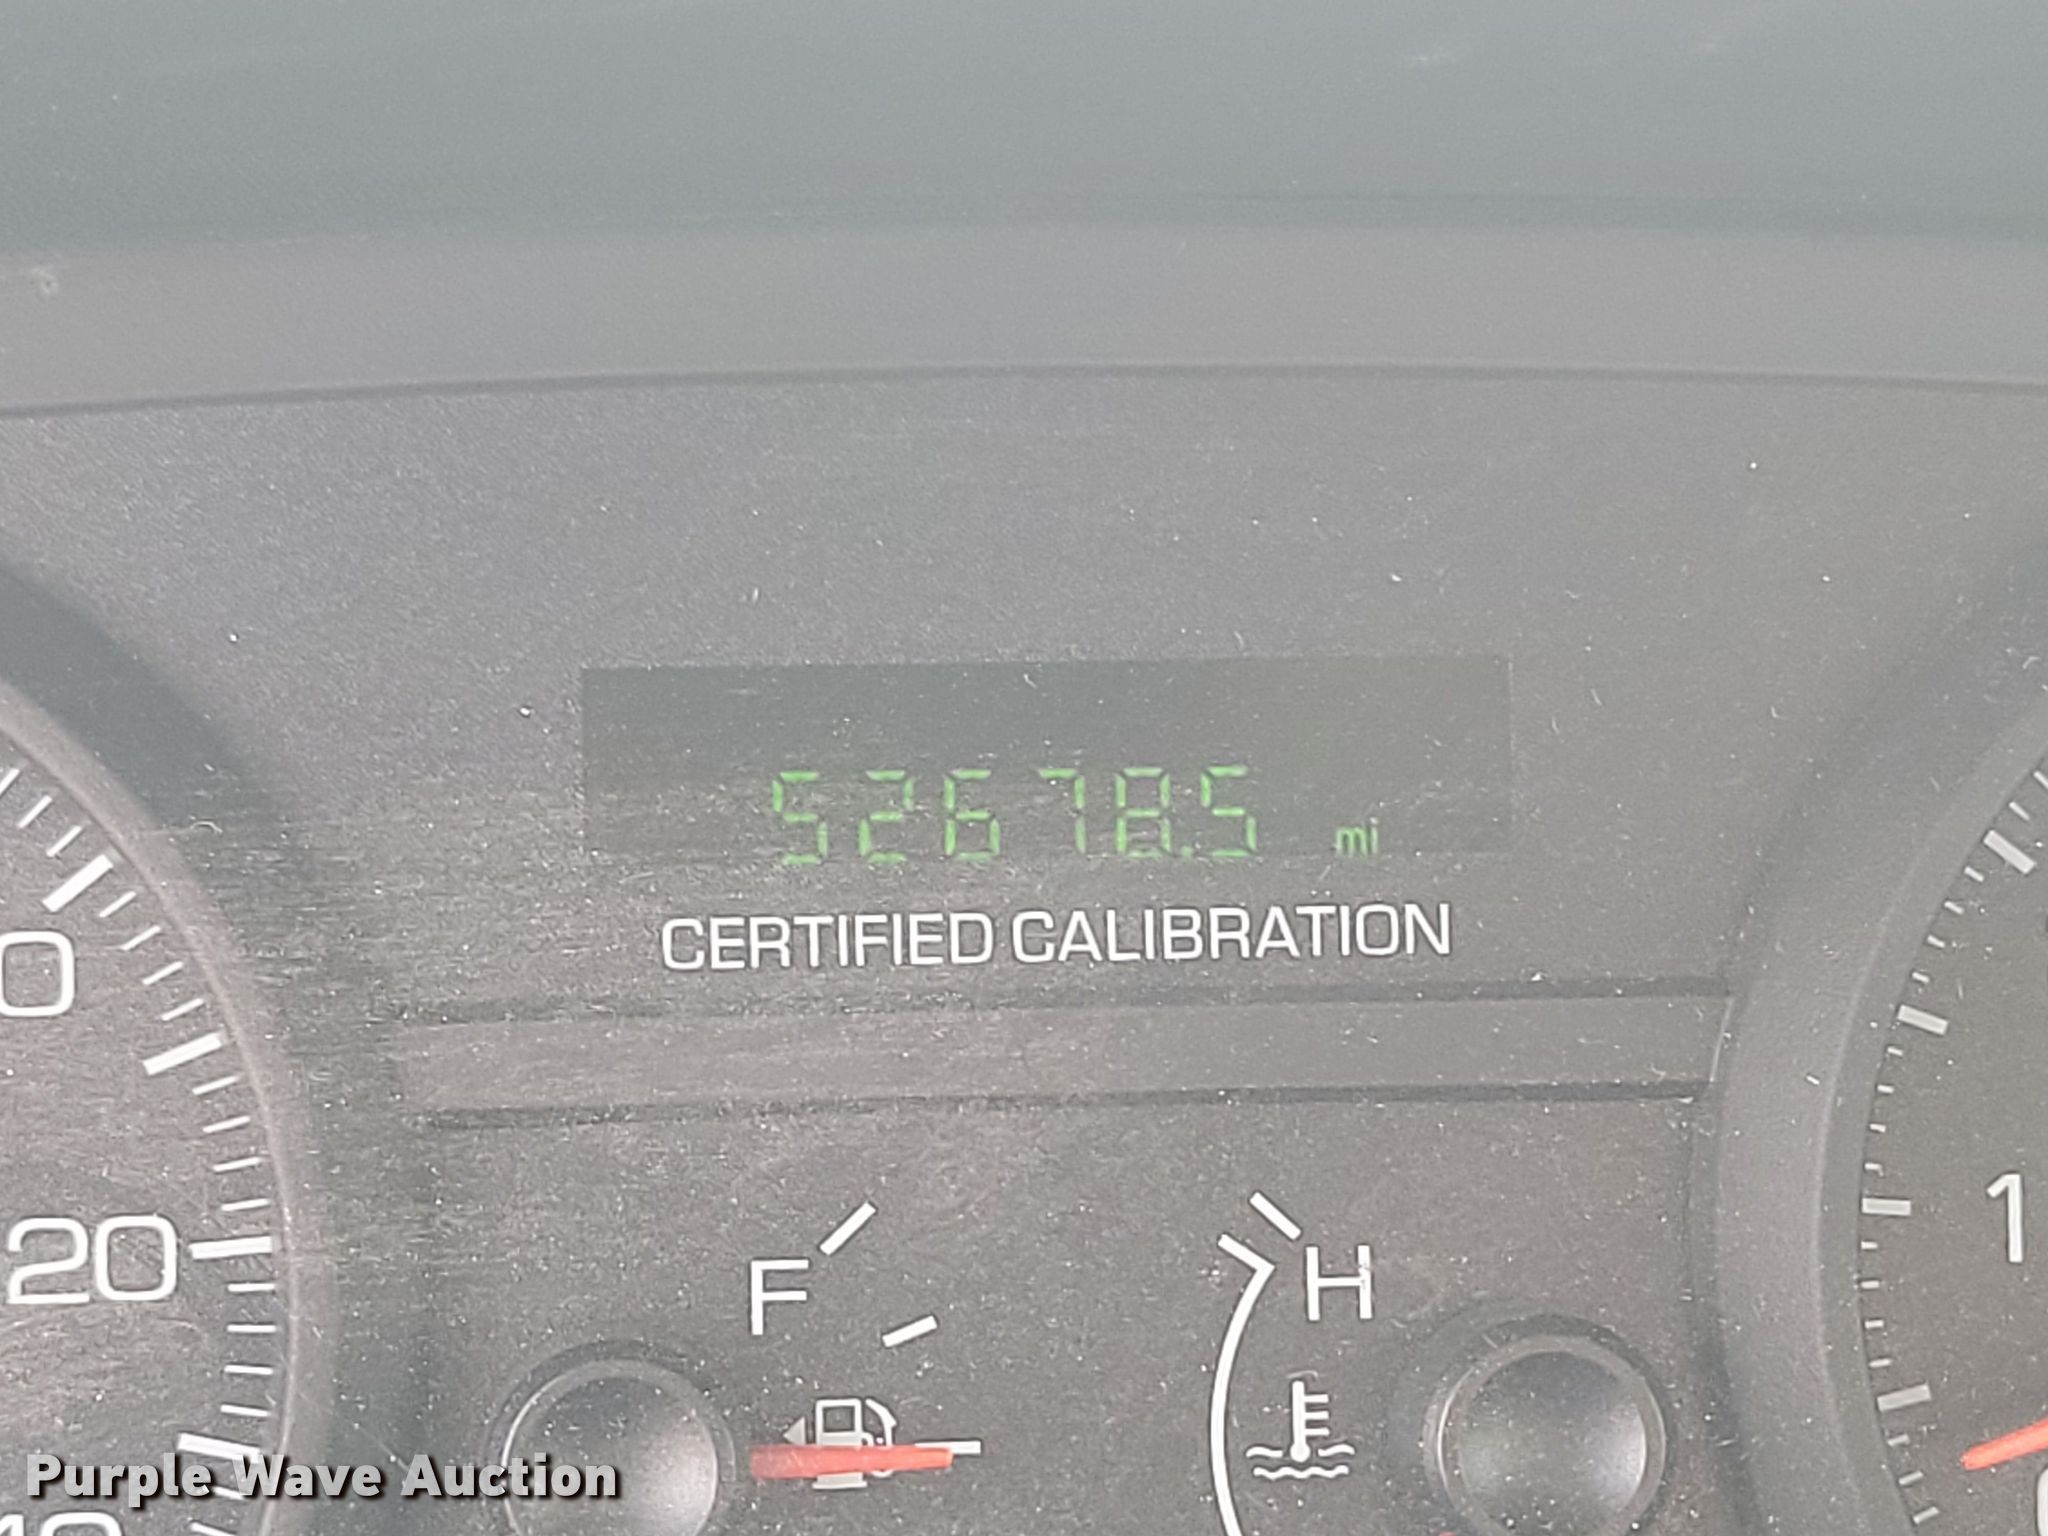 52678.5 mi
CERTIFIED CALIBRATION
20
1
F
H
Purple Wave Auction